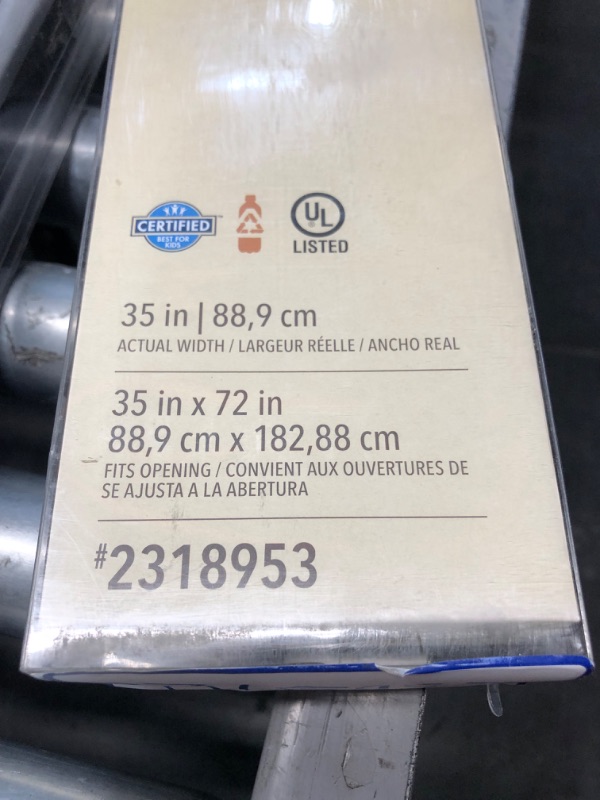 CERTIFIED
BEST FOR
KIDS
UL
LISTED
35 in | 88,9 cm
ACTUAL WIDTH / LARGEUR RÉELLE / ANCHO REAL
35 in x 72 in
88,9 cm x 182,88 cm
FITS OPENING / CONVIENT AUX OUVERTURES DE
SE AJUSTA A LA ABERTURA
#2318953